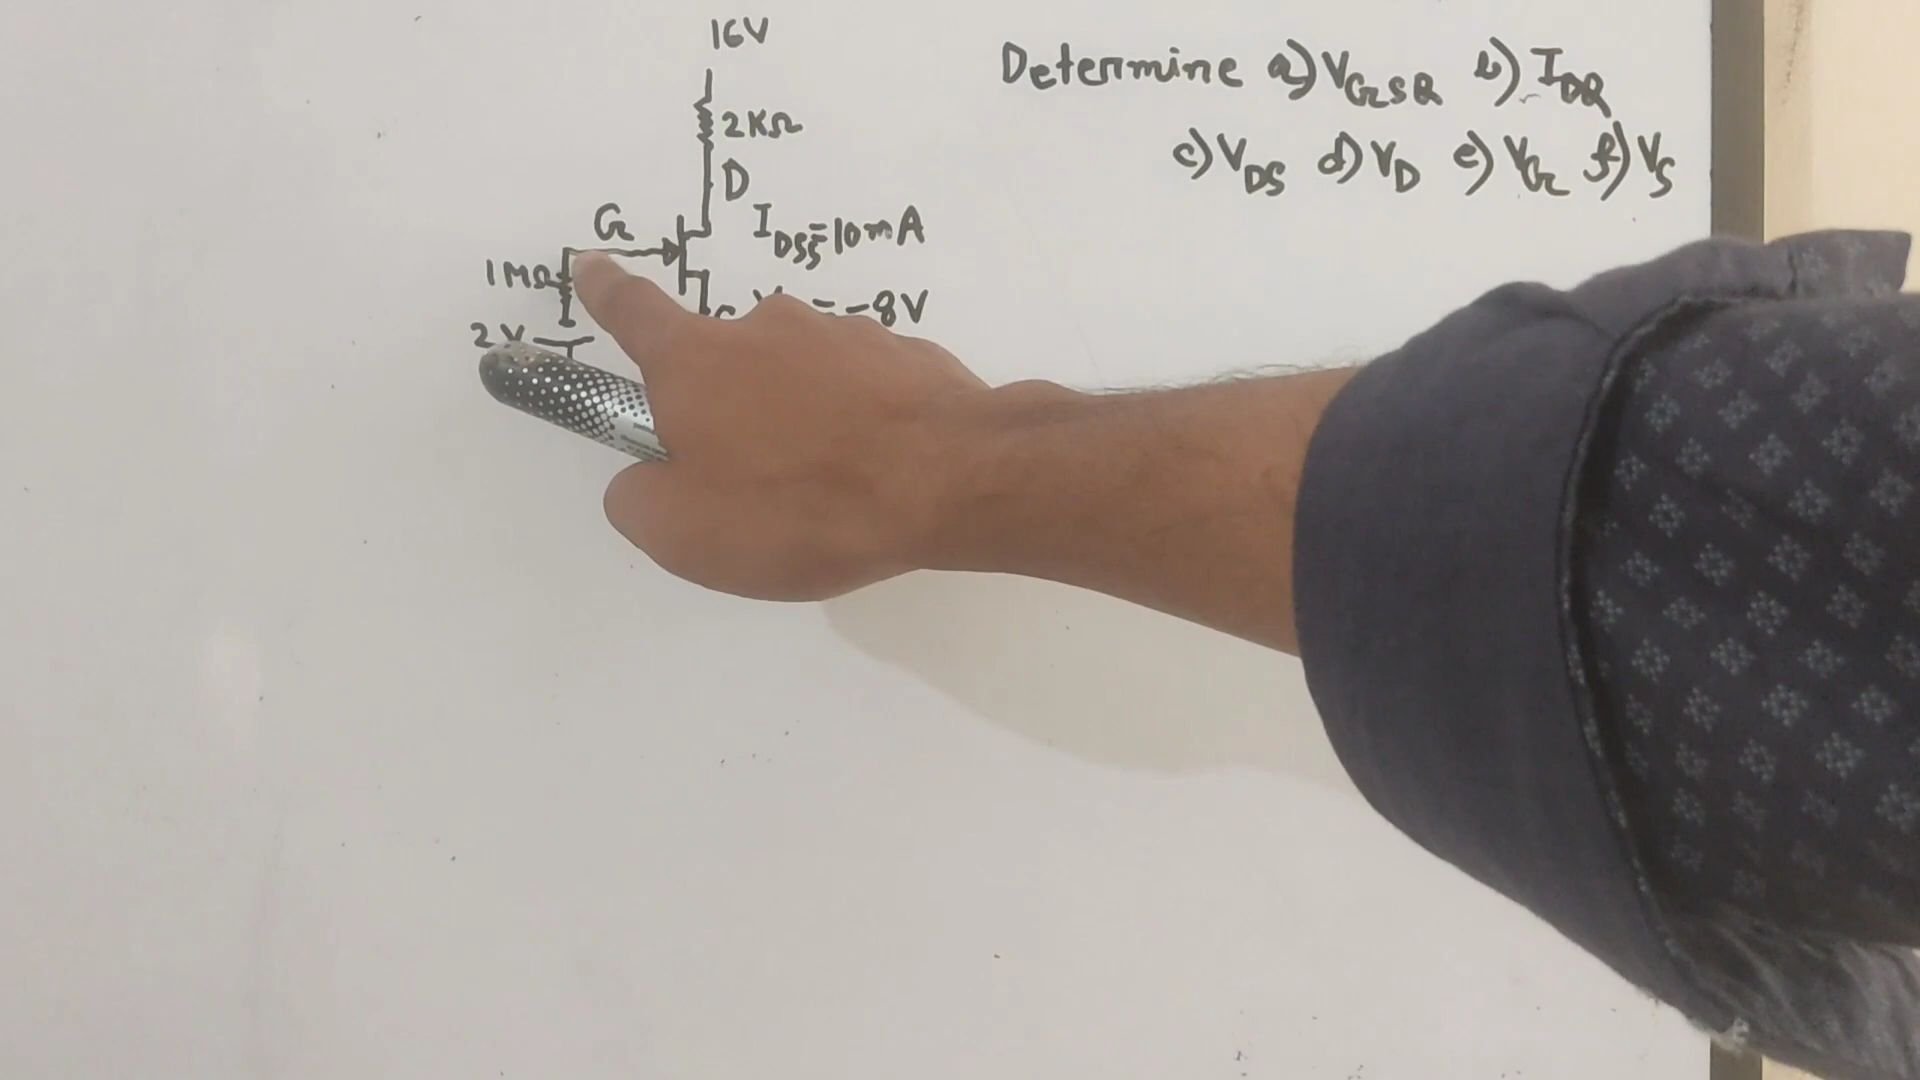 16V
Determine a) VGSQ b) IDQ
2KΩ
c) VDS d) VD e) VG f) VS
D
G
IDSS=10mA
1MΩ
= -8V
2V